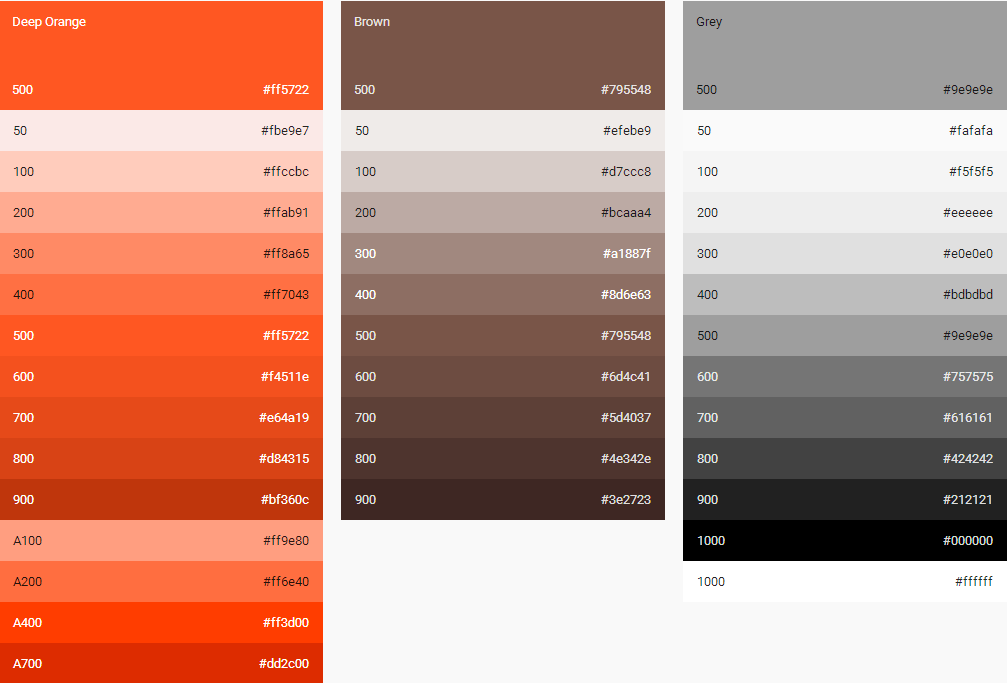 Deep Orange
500 #ff5722
50 #fbe9e7
100 #ffccbc
200 #ffab91
300 #ff8a65
400 #ff7043
500 #ff5722
600 #f4511e
700 #e64a19
800 #d84315
900 #bf360c
A100 #ff9e80
A200 #ff6e40
A400 #ff3d00
A700 #dd2c00
Brown
500 #795548
50 #efebe9
100 #d7ccc8
200 #bcaaa4
300 #a1887f
400 #8d6e63
500 #795548
600 #6d4c41
700 #5d4037
800 #4e342e
900 #3e2723
Grey
500 #9e9e9e
50 #fafafa
100 #f5f5f5
200 #eeeeee
300 #e0e0e0
400 #bdbdbd
500 #9e9e9e
600 #757575
700 #616161
800 #424242
900 #212121
1000 #000000
1000 #ffffff